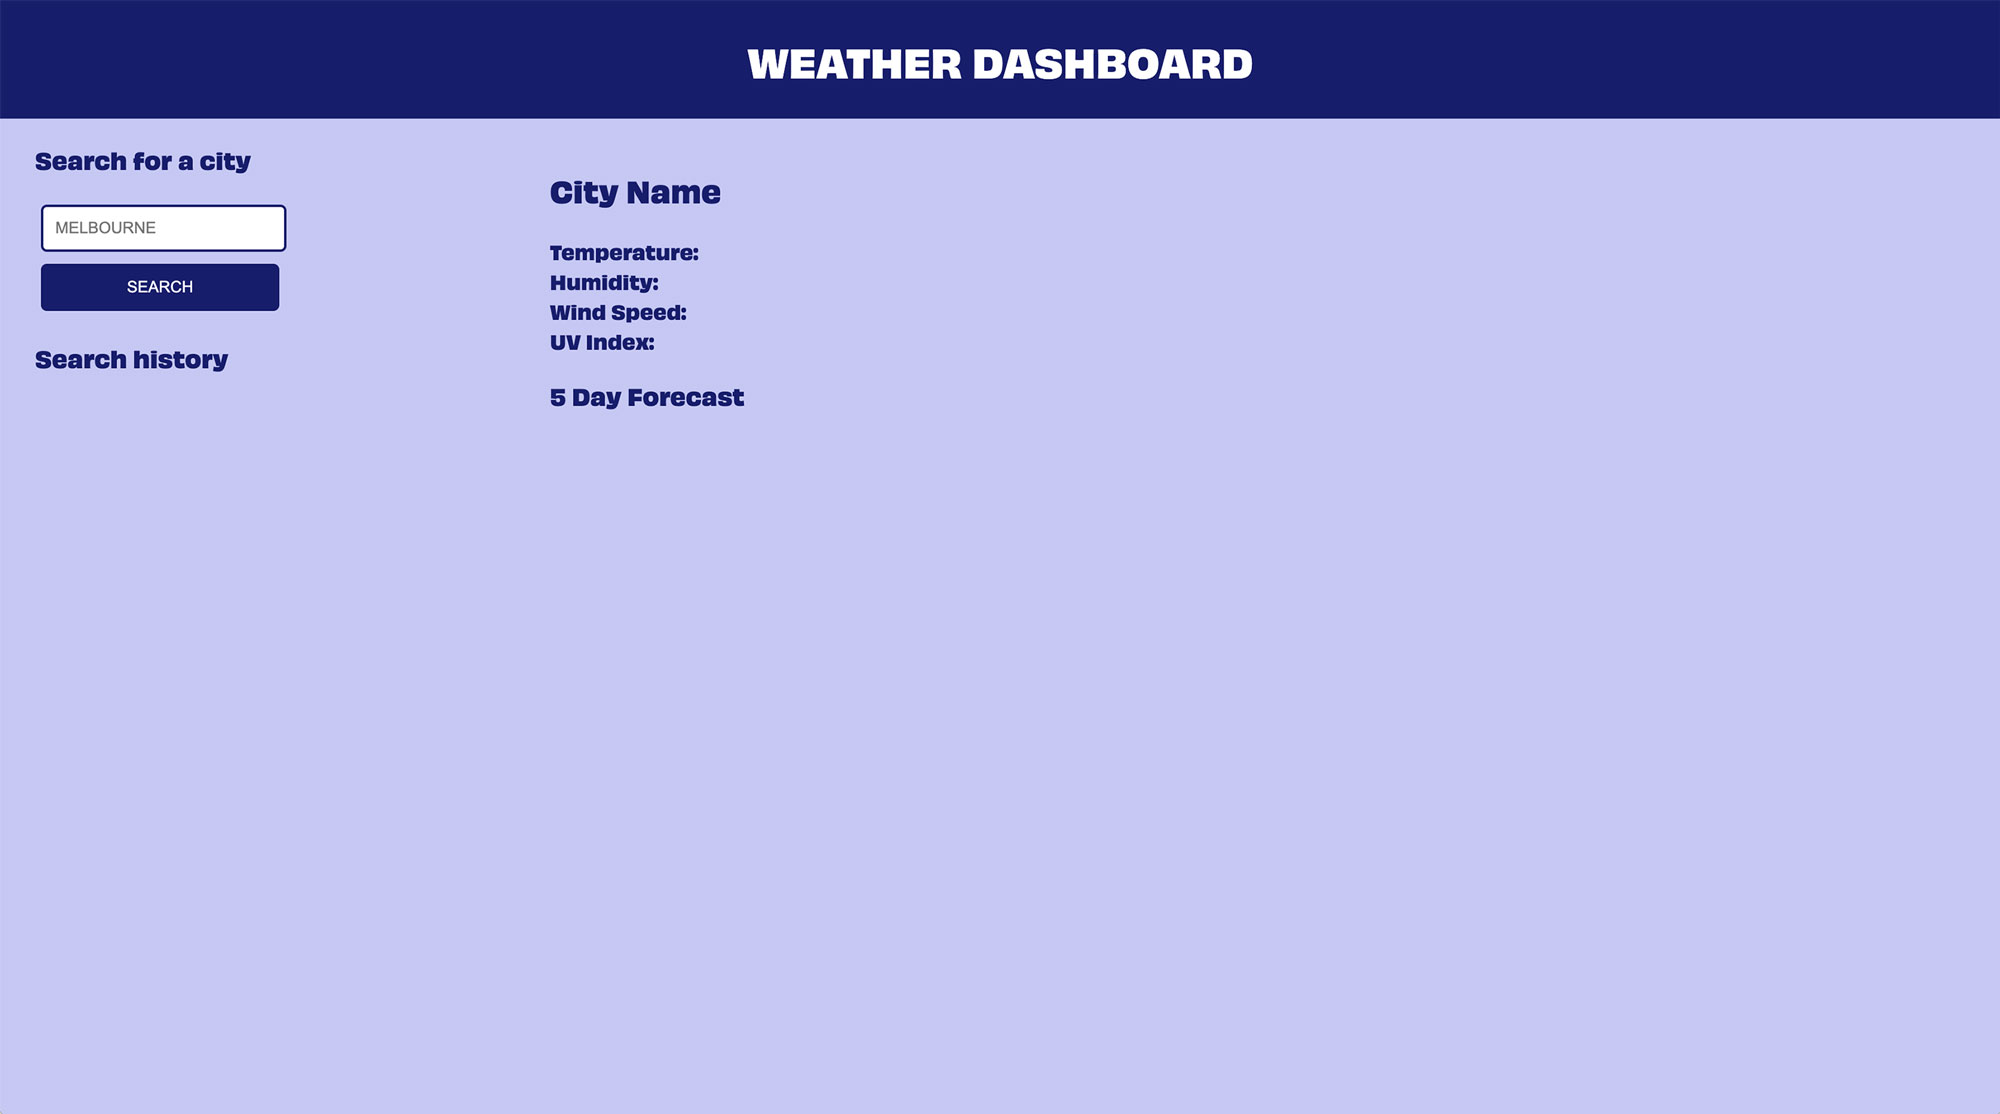 WEATHER DASHBOARD
Search for a city
MELBOURNE
SEARCH
Search history
City Name
Temperature:
Humidity:
Wind Speed:
UV Index:
5 Day Forecast